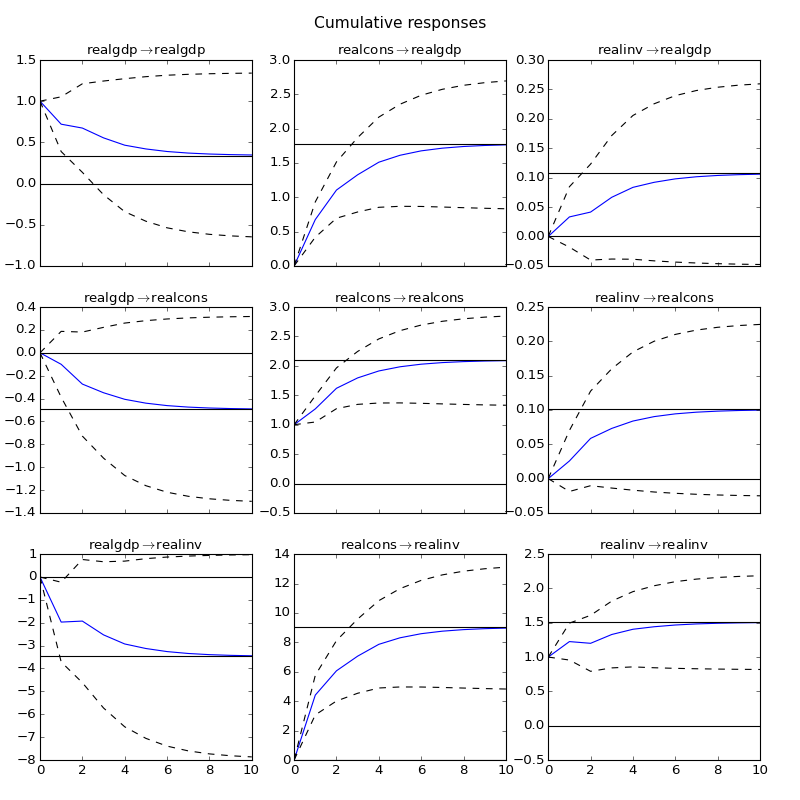 Cumulative responses
realgdp→realgdp realcons→realgdp realinv→realgdp
1.5 3.0 0.30
2.5 0.25
1.0
2.0 0.20
0.5 1.5 0.15
0.0 1.0 0.10
0.05
−0.5 0.5
0.00
−1.0 0.0 −0.05
realgdp→realcons realcons→realcons realinv→realcons
0.4 3.0 0.25
0.2 2.5 0.20
0.0 2.0
−0.2 0.15
1.5
−0.4 0.10
−0.6 1.0
−0.8 0.5 0.05
−1.0 0.0 0.00
−1.2
−1.4 −0.5 −0.05
realgdp→realinv realcons→realinv realinv→realinv
1 14 2.5
0 12 2.0
−1 10
−2 1.5
8
−3 1.0
−4 6
−5 4 0.5
−6 2 0.0
−7
−8 0 −0.5
0 2 4 6 8 10 0 2 4 6 8 10 0 2 4 6 8 10